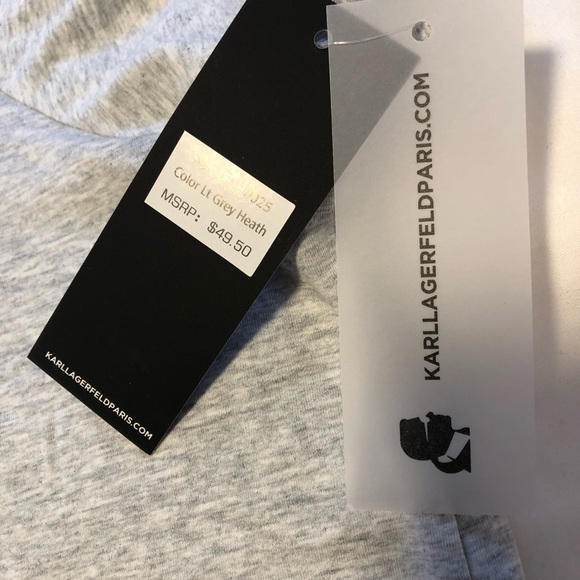 Color Lt Grey Heath
MSRP: $49.50
KARLLAGERFELDPARIS.COM
KARLLAGERFELDPARIS.COM